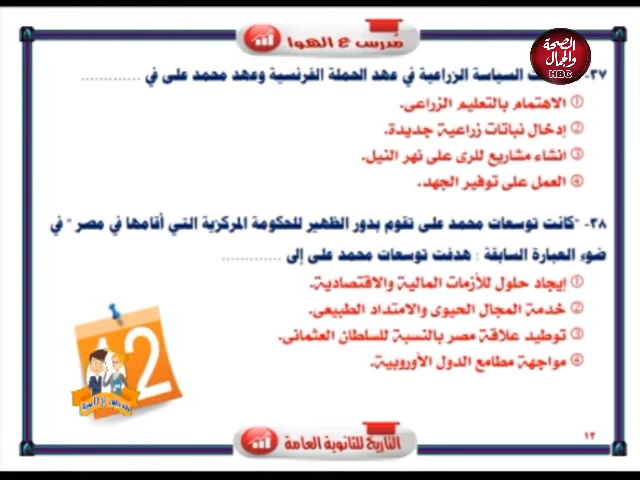 مُدرس ع الهوا
الصحة
والجمال
HBC
٣٧- السياسة الزراعية في عهد الحملة الفرنسية وعهد محمد على في ............
① الاهتمام بالتعليم الزراعى.
② إدخال نباتات زراعية جديدة.
③ انشاء مشاريع للرى على نهر النيل.
④ العمل على توفير الجهد.
٣٨- "كانت توسعات محمد على تقوم بدور الظهير للحكومة المركزية التي أقامها في مصر" في
ضوء العبارة السابقة : هدفت توسعات محمد على إلى ............
① إيجاد حلول للأزمات المالية والاقتصادية.
② خدمة المجال الحيوى والامتداد الطبيعى.
③ توطيد علاقة مصر بالنسبة للسلطان العثمانى.
④ مواجهة مطامع الدول الأوروبية.
12
١٢
التاريخ للثانوية العامة